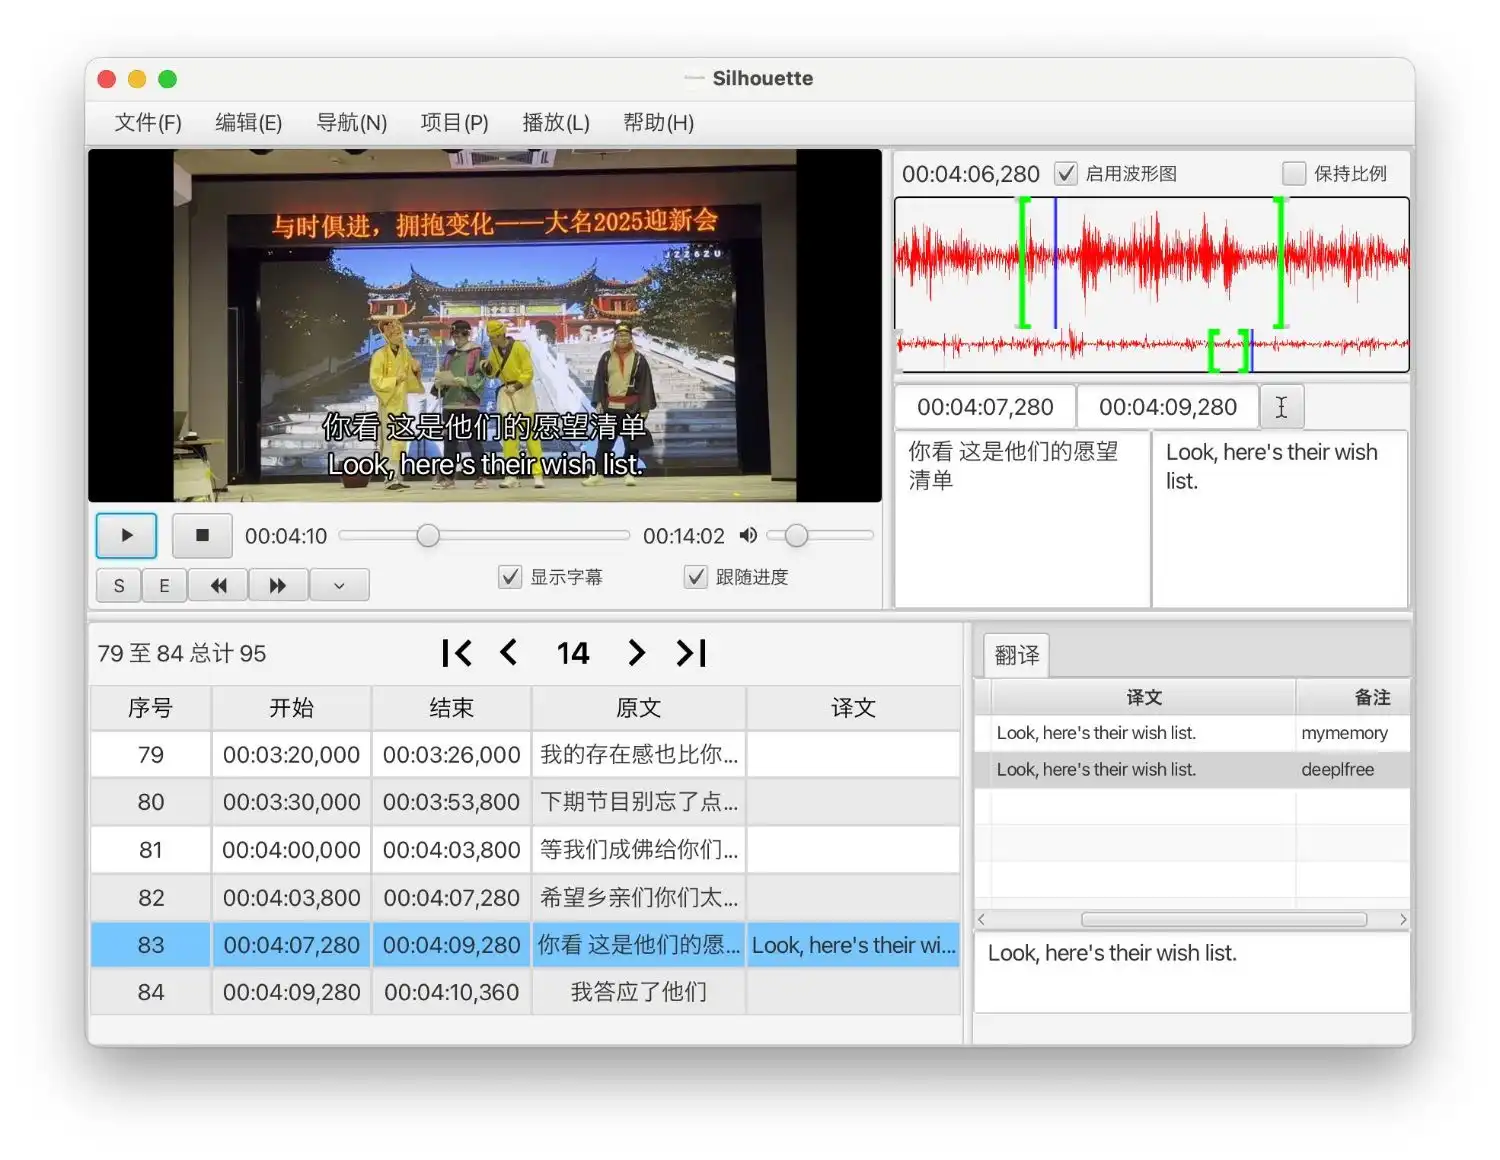 Silhouette
文件(F) 编辑(E) 导航(N) 项目(P) 播放(L) 帮助(H)
与时俱进，拥抱变化——大名2025迎新会
你看 这是他们的愿望清单
Look, here's their wish list.
00:04:10 00:14:02
S E 显示字幕 跟随进度
00:04:06,280 启用波形图 保持比例
00:04:07,280 00:04:09,280
你看 这是他们的愿望
清单
Look, here's their wish
list.
79 至 84 总计 95 14
序号 开始 结束 原文 译文
79 00:03:20,000 00:03:26,000 我的存在感也比你...
80 00:03:30,000 00:03:53,800 下期节目别忘了点...
81 00:04:00,000 00:04:03,800 等我们成佛给你们...
82 00:04:03,800 00:04:07,280 希望乡亲们你们太...
83 00:04:07,280 00:04:09,280 你看 这是他们的愿... Look, here's their wi...
84 00:04:09,280 00:04:10,360 我答应了他们
翻译
译文 备注
Look, here's their wish list. mymemory
Look, here's their wish list. deeplfree
Look, here's their wish list.